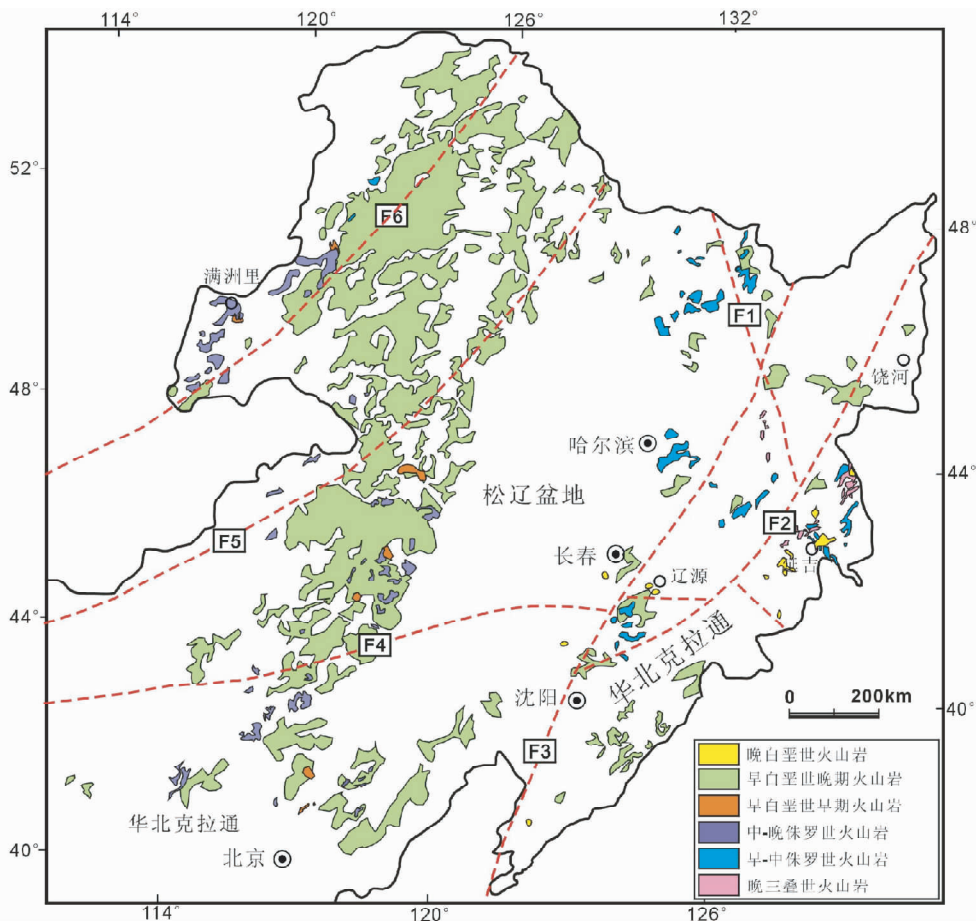 114° 120° 126° 132°
52°
48°
F6
满洲里
F1
48°
饶河
哈尔滨
44°
松辽盆地
F2
F5
长春
延吉
辽源
44°
F4
华北克拉通
沈阳
0 200km
40°
F3
晚白垩世火山岩
早白垩世晚期火山岩
早白垩世早期火山岩
中-晚侏罗世火山岩
早-中侏罗世火山岩
晚三叠世火山岩
华北克拉通
40°
北京
114° 120° 126°